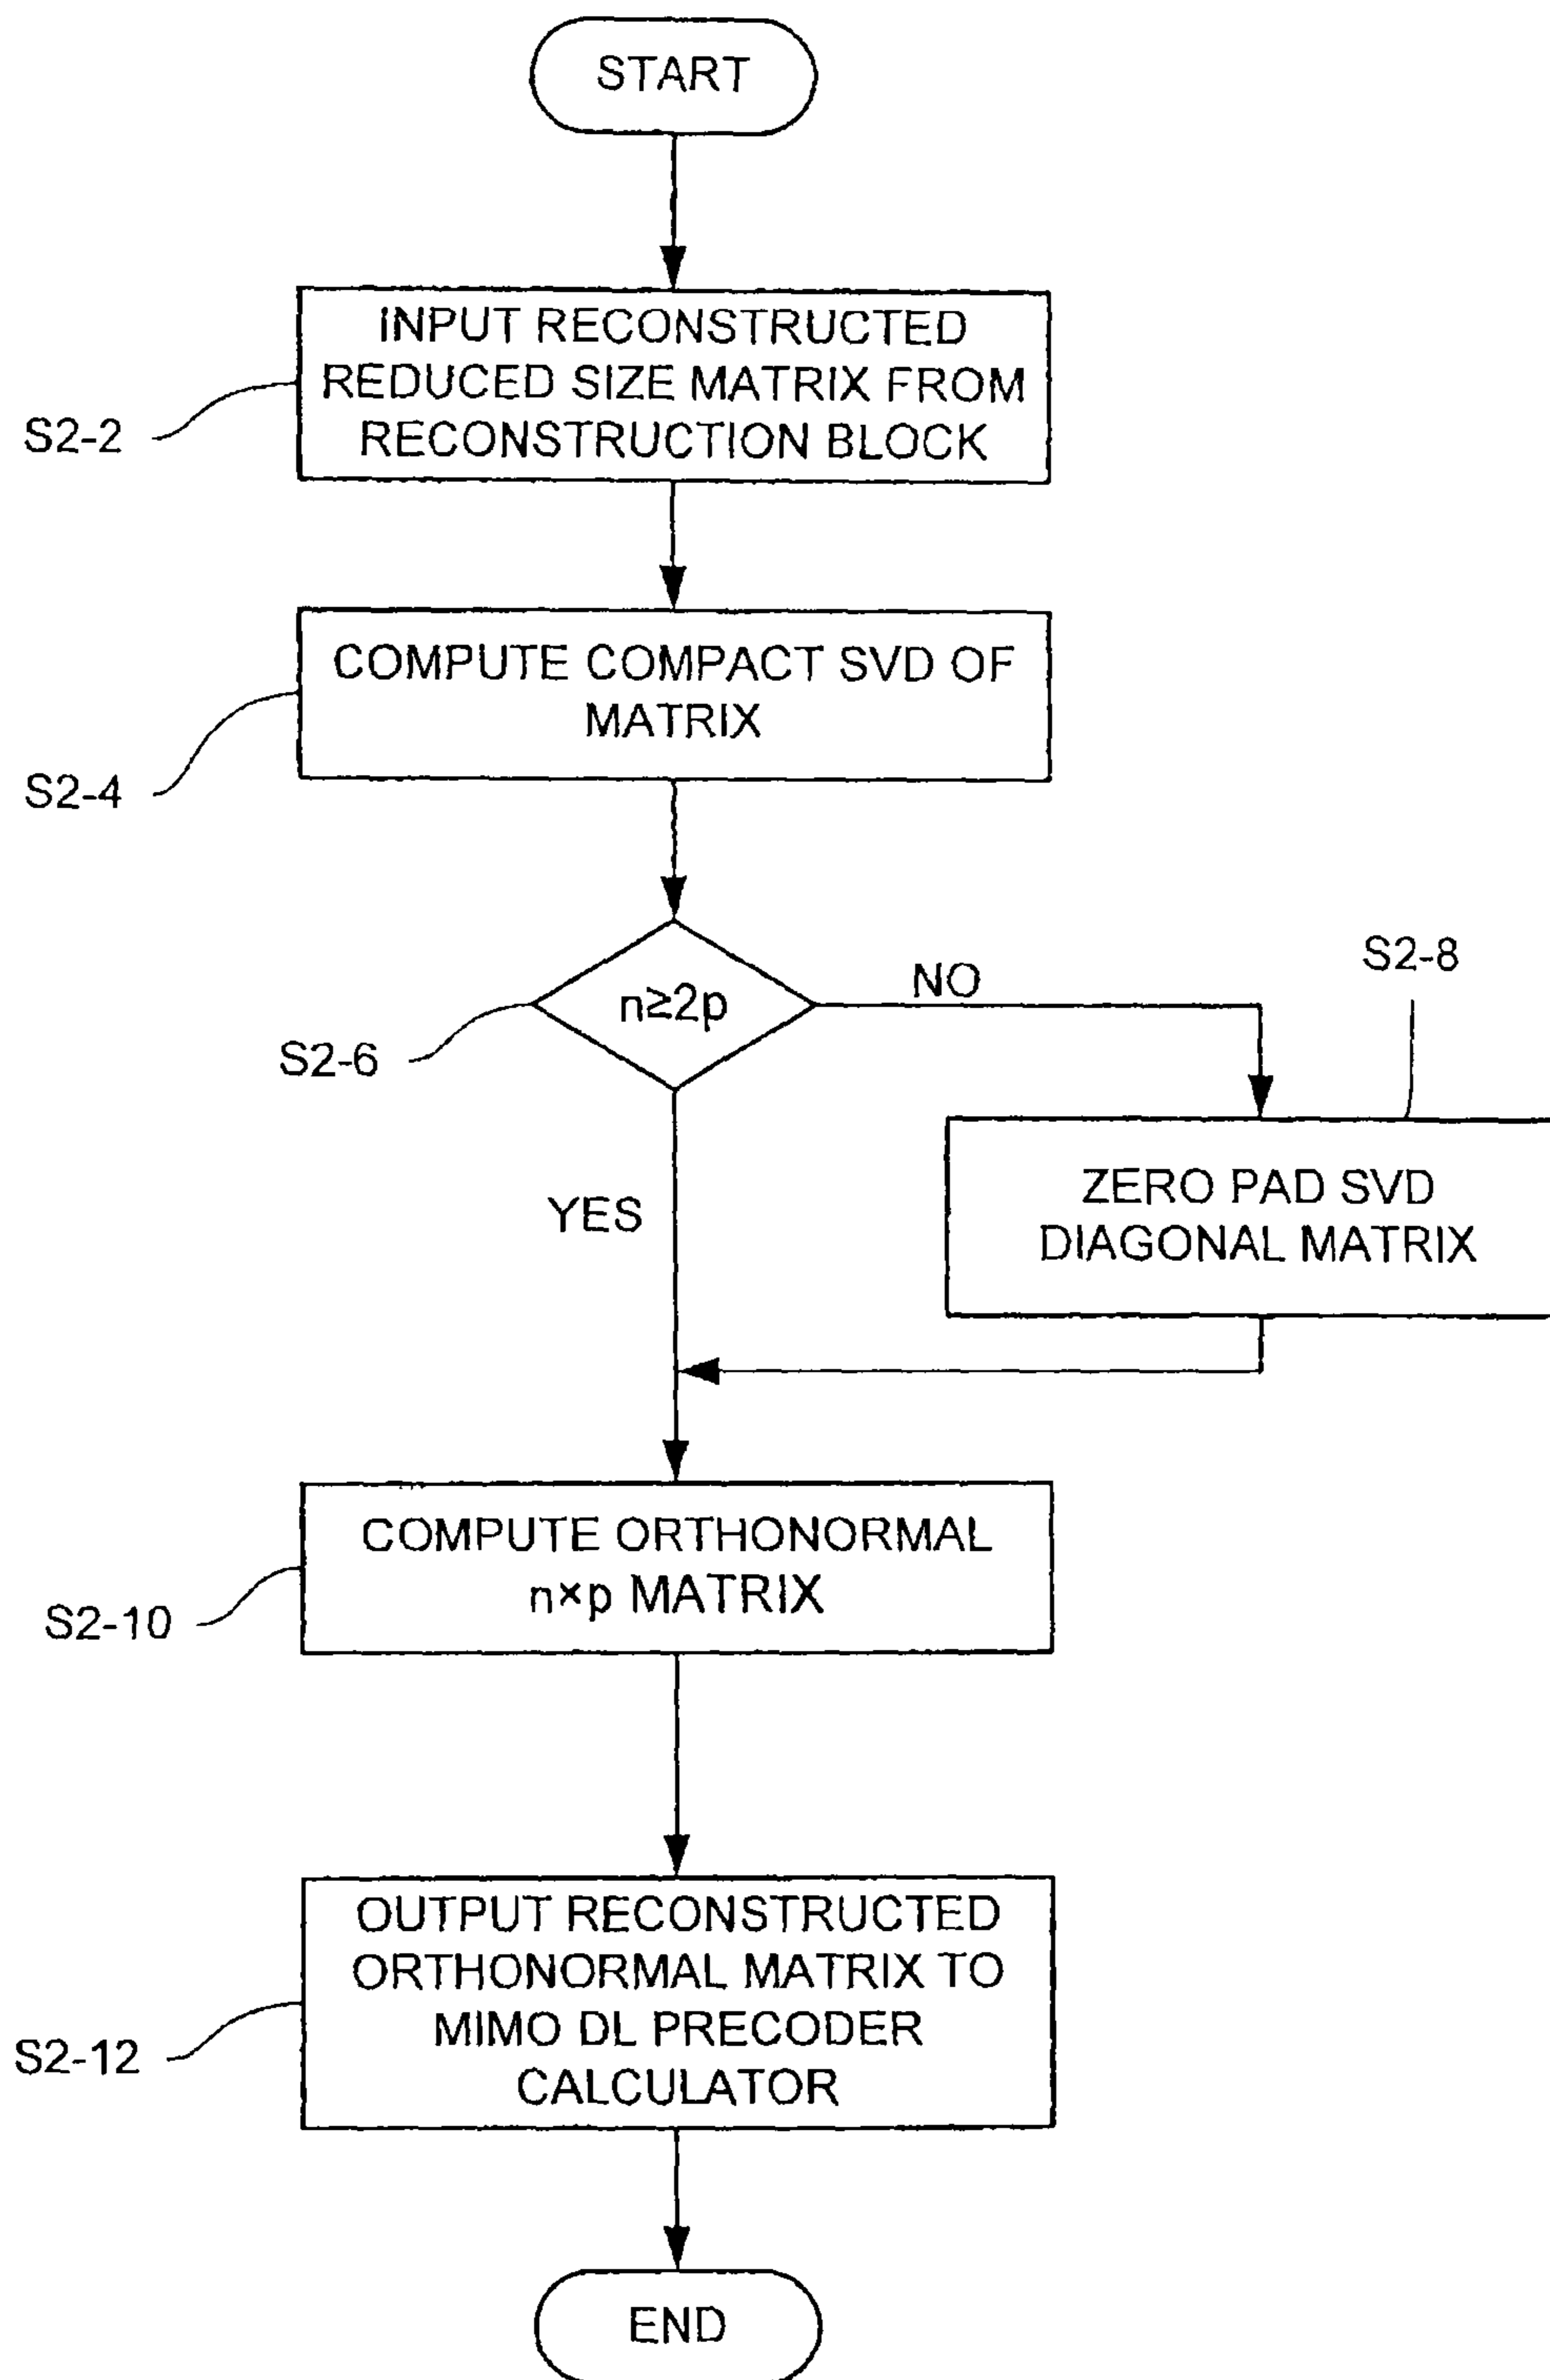 START
INPUT RECONSTRUCTED
REDUCED SIZE MATRIX FROM
RECONSTRUCTION BLOCK
S2-2
COMPUTE COMPACT SVD OF
MATRIX
S2-4
n≥2p
NO
S2-8
S2-6
ZERO PAD SVD
DIAGONAL MATRIX
YES
COMPUTE ORTHONORMAL
n×p MATRIX
S2-10
OUTPUT RECONSTRUCTED
ORTHONORMAL MATRIX TO
MIMO DL PRECODER
CALCULATOR
S2-12
END